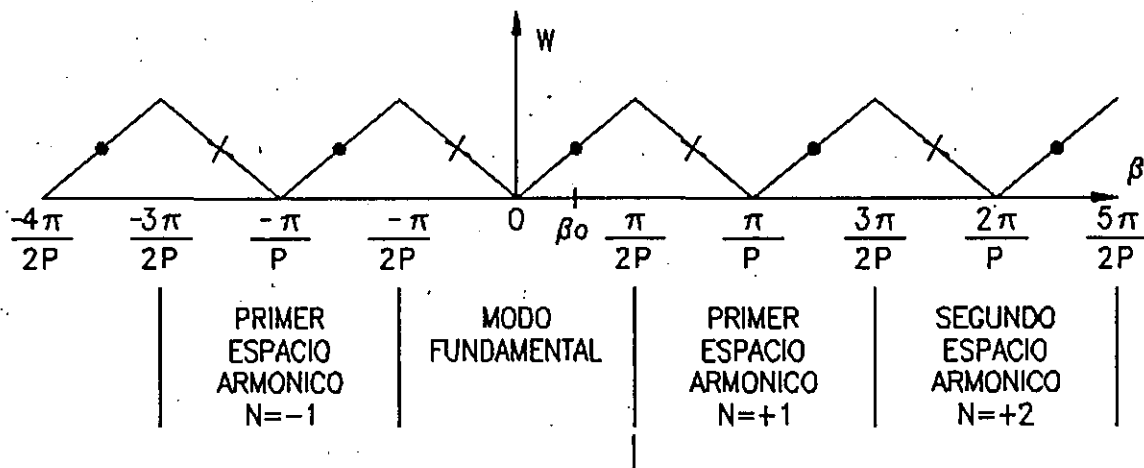 W
β
-4π
2P
-3π
2P
-π
P
-π
2P
0
βo
π
2P
π
P
3π
2P
2π
P
5π
2P
PRIMER
ESPACIO
ARMONICO
N=-1
MODO
FUNDAMENTAL
PRIMER
ESPACIO
ARMONICO
N=+1
SEGUNDO
ESPACIO
ARMONICO
N=+2